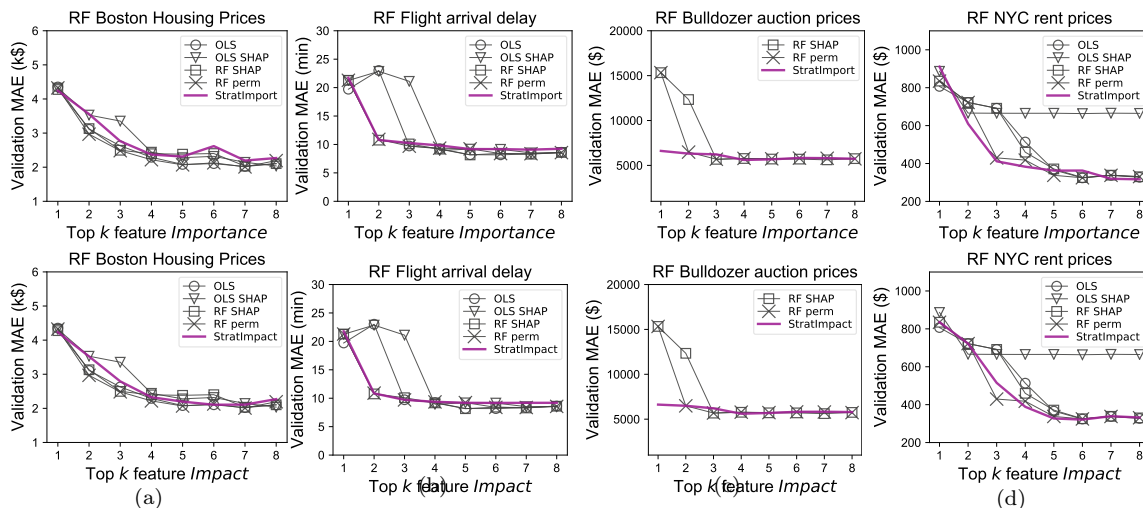 RF Boston Housing Prices
Validation MAE (k$)
6
5
4
3
2
1
OLS
OLS SHAP
RF SHAP
RF perm
StratImport
1 2 3 4 5 6 7 8
Top k feature Importance
RF Flight arrival delay
Validation MAE (min)
30
25
20
15
10
5
0
OLS
OLS SHAP
RF SHAP
RF perm
StratImport
1 2 3 4 5 6 7 8
Top k feature Importance
RF Bulldozer auction prices
Validation MAE ($)
20000
15000
10000
5000
RF SHAP
RF perm
StratImport
1 2 3 4 5 6 7 8
Top k feature Importance
RF NYC rent prices
Validation MAE ($)
1000
800
600
400
200
OLS
OLS SHAP
RF SHAP
RF perm
StratImport
1 2 3 4 5 6 7 8
Top k feature Importance
RF Boston Housing Prices
Validation MAE (k$)
6
5
4
3
2
1
OLS
OLS SHAP
RF SHAP
RF perm
StratImpact
1 2 3 4 5 6 7 8
Top k feature Impact
(a)
RF Flight arrival delay
Validation MAE (min)
30
25
20
15
10
5
0
OLS
OLS SHAP
RF SHAP
RF perm
StratImpact
1 2 3 4 5 6 7 8
Top k feature Impact
(b)
RF Bulldozer auction prices
Validation MAE ($)
20000
15000
10000
5000
RF SHAP
RF perm
StratImpact
1 2 3 4 5 6 7 8
Top k feature Impact
(c)
RF NYC rent prices
Validation MAE ($)
1000
800
600
400
200
OLS
OLS SHAP
RF SHAP
RF perm
StratImpact
1 2 3 4 5 6 7 8
Top k feature Impact
(d)